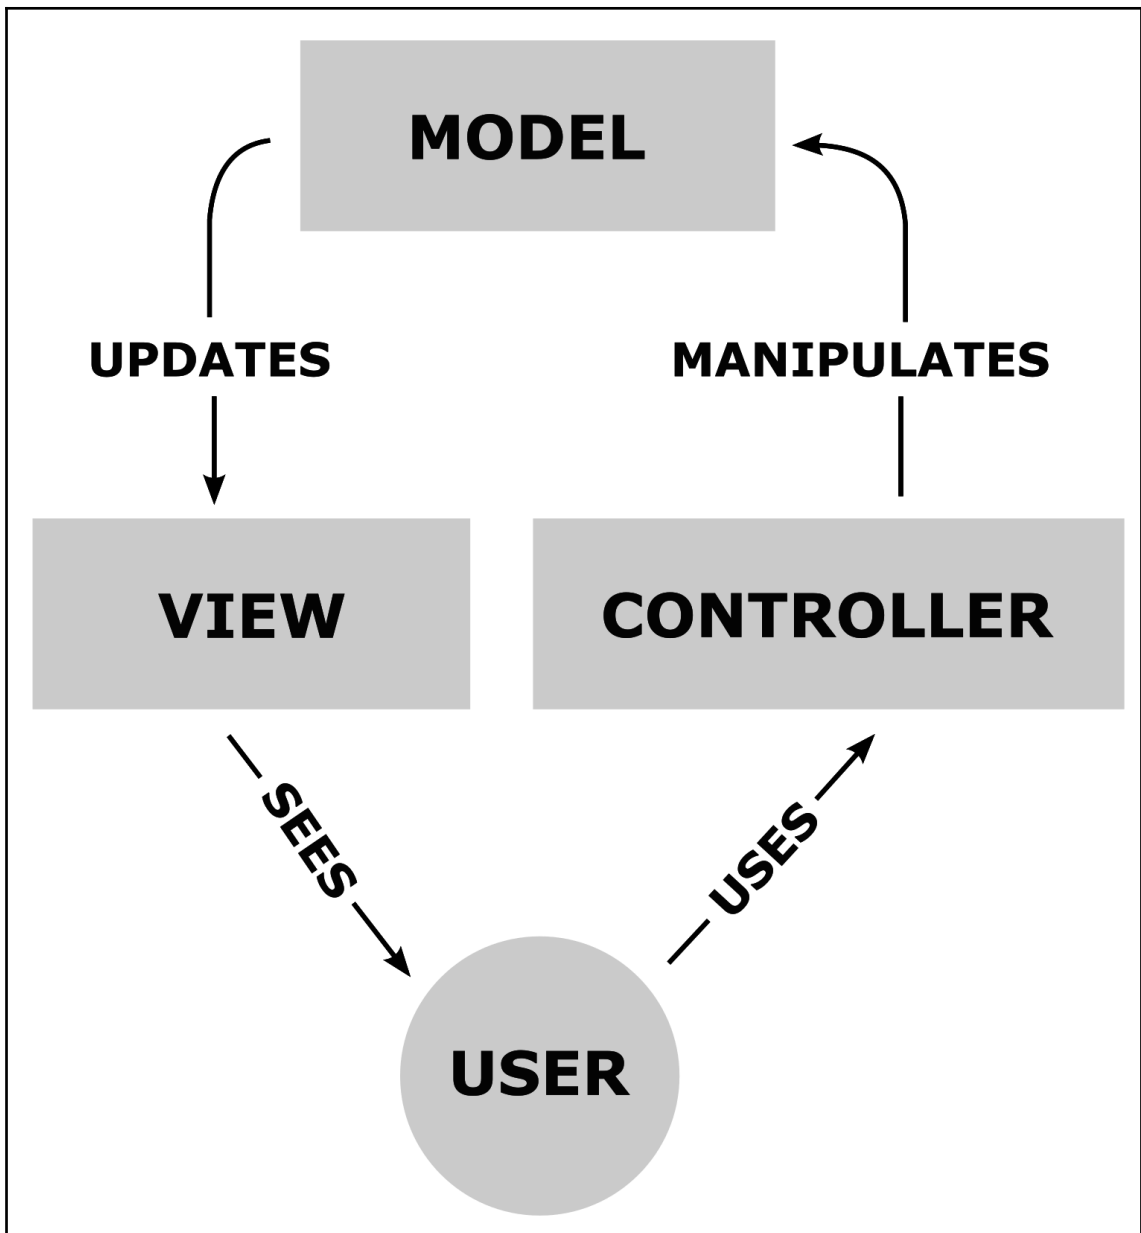 MODEL
UPDATES
MANIPULATES
VIEW
CONTROLLER
SEES
USES
USER